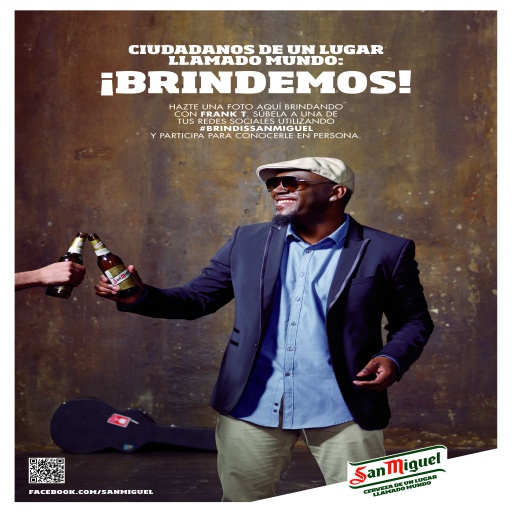 CIUDADANOS DE UN LUGAR
LLAMADO MUNDO:
¡BRINDEMOS!
HAZTE UNA FOTO AQUÍ BRINDANDO
CON FRANK T. SÚBELA A UNA DE
TUS REDES SOCIALES UTILIZANDO
#BRINDISSANMIGUEL
Y PARTICIPA PARA CONOCERLE EN PERSONA.
FACEBOOK.COM/SANMIGUEL
San Miguel
CERVEZA DE UN LUGAR
LLAMADO MUNDO